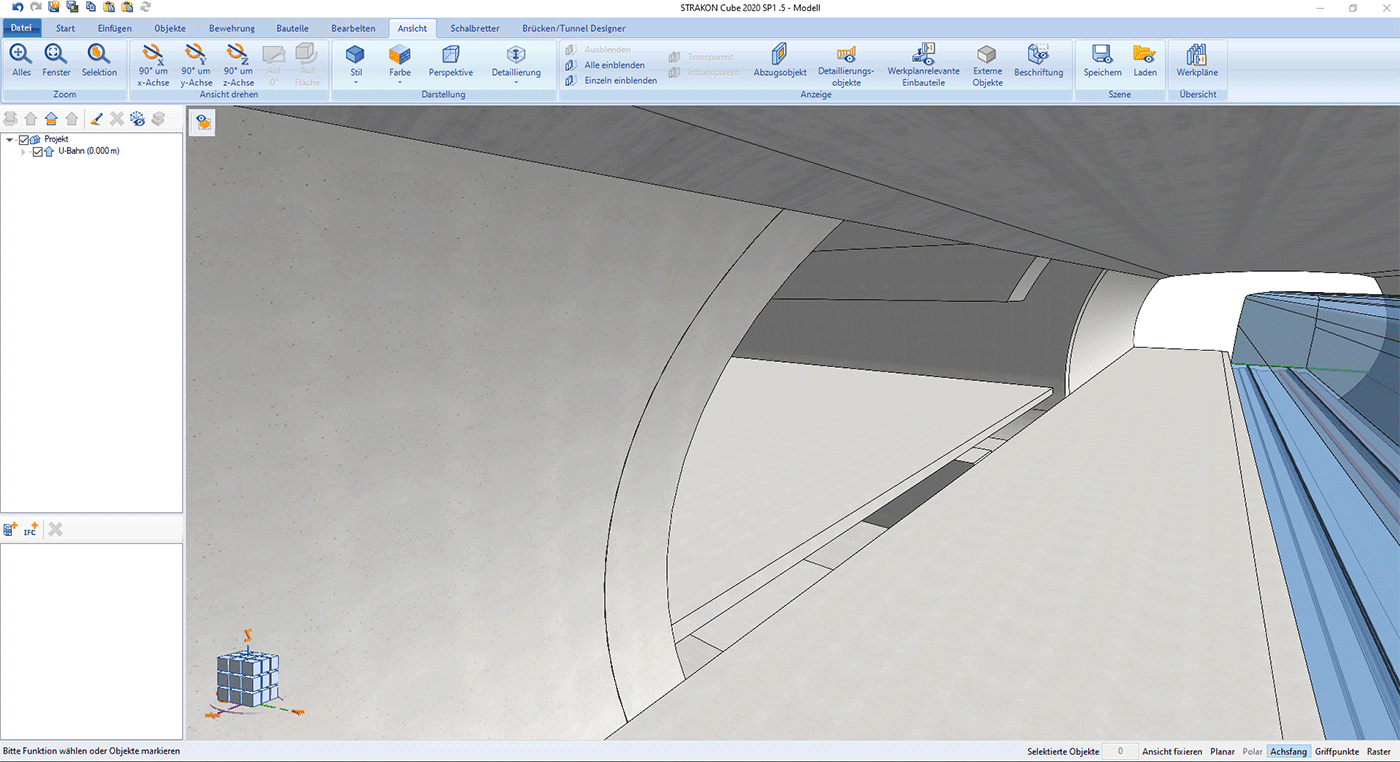 STRAKON Cube 2020 SP1 .5 - Modell
Datei Start Einfügen Objekte Bewehrung Bauteile Bearbeiten Ansicht Schalbretter Brücken/Tunnel Designer
Alles Fenster Selektion
Zoom
90° um x-Achse
90° um y-Achse
90° um z-Achse
Auf 0°
Auf Fläche
Ansicht drehen
Stil Farbe Perspektive Detaillierung
Darstellung
Ausblenden
Alle einblenden
Einzeln einblenden
Transparent
Intransparent
Abzugsobjekt
Detaillierungs-
objekte
Werkplanrelevante
Einbauteile
Externe
Objekte
Beschriftung
Anzeige
Speichern Laden
Szene
Werkpläne
Übersicht
Projekt
U-Bahn (0.000 m)
IFC
Bitte Funktion wählen oder Objekte markieren
Selektierte Objekte 0 Ansicht fixieren Planar Polar Achsfang Griffpunkte Raster